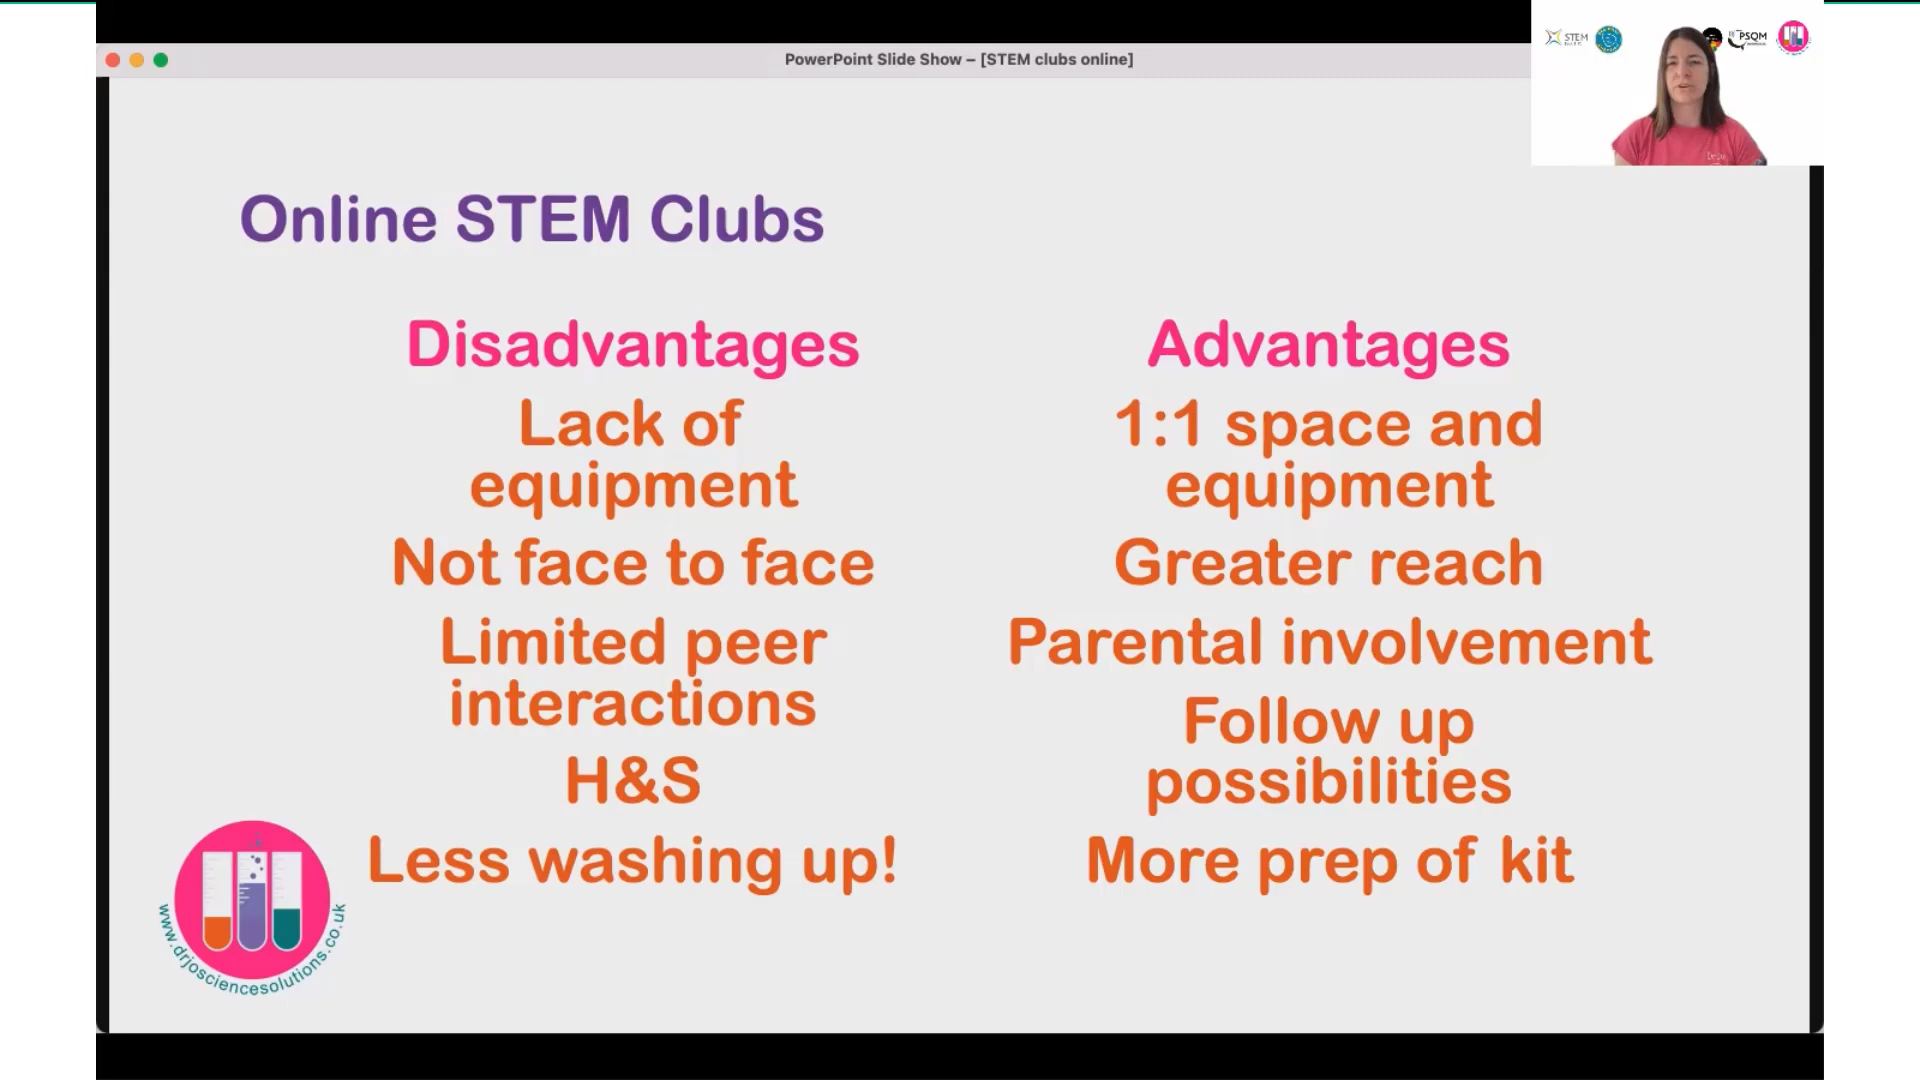 PowerPoint Slide Show – [STEM clubs online]
STEM
PSQM
Online STEM Clubs
Disadvantages
Lack of
equipment
Not face to face
Limited peer
interactions
H&S
Less washing up!
Advantages
1:1 space and
equipment
Greater reach
Parental involvement
Follow up
possibilities
More prep of kit
www.drjosciencesolutions.co.uk